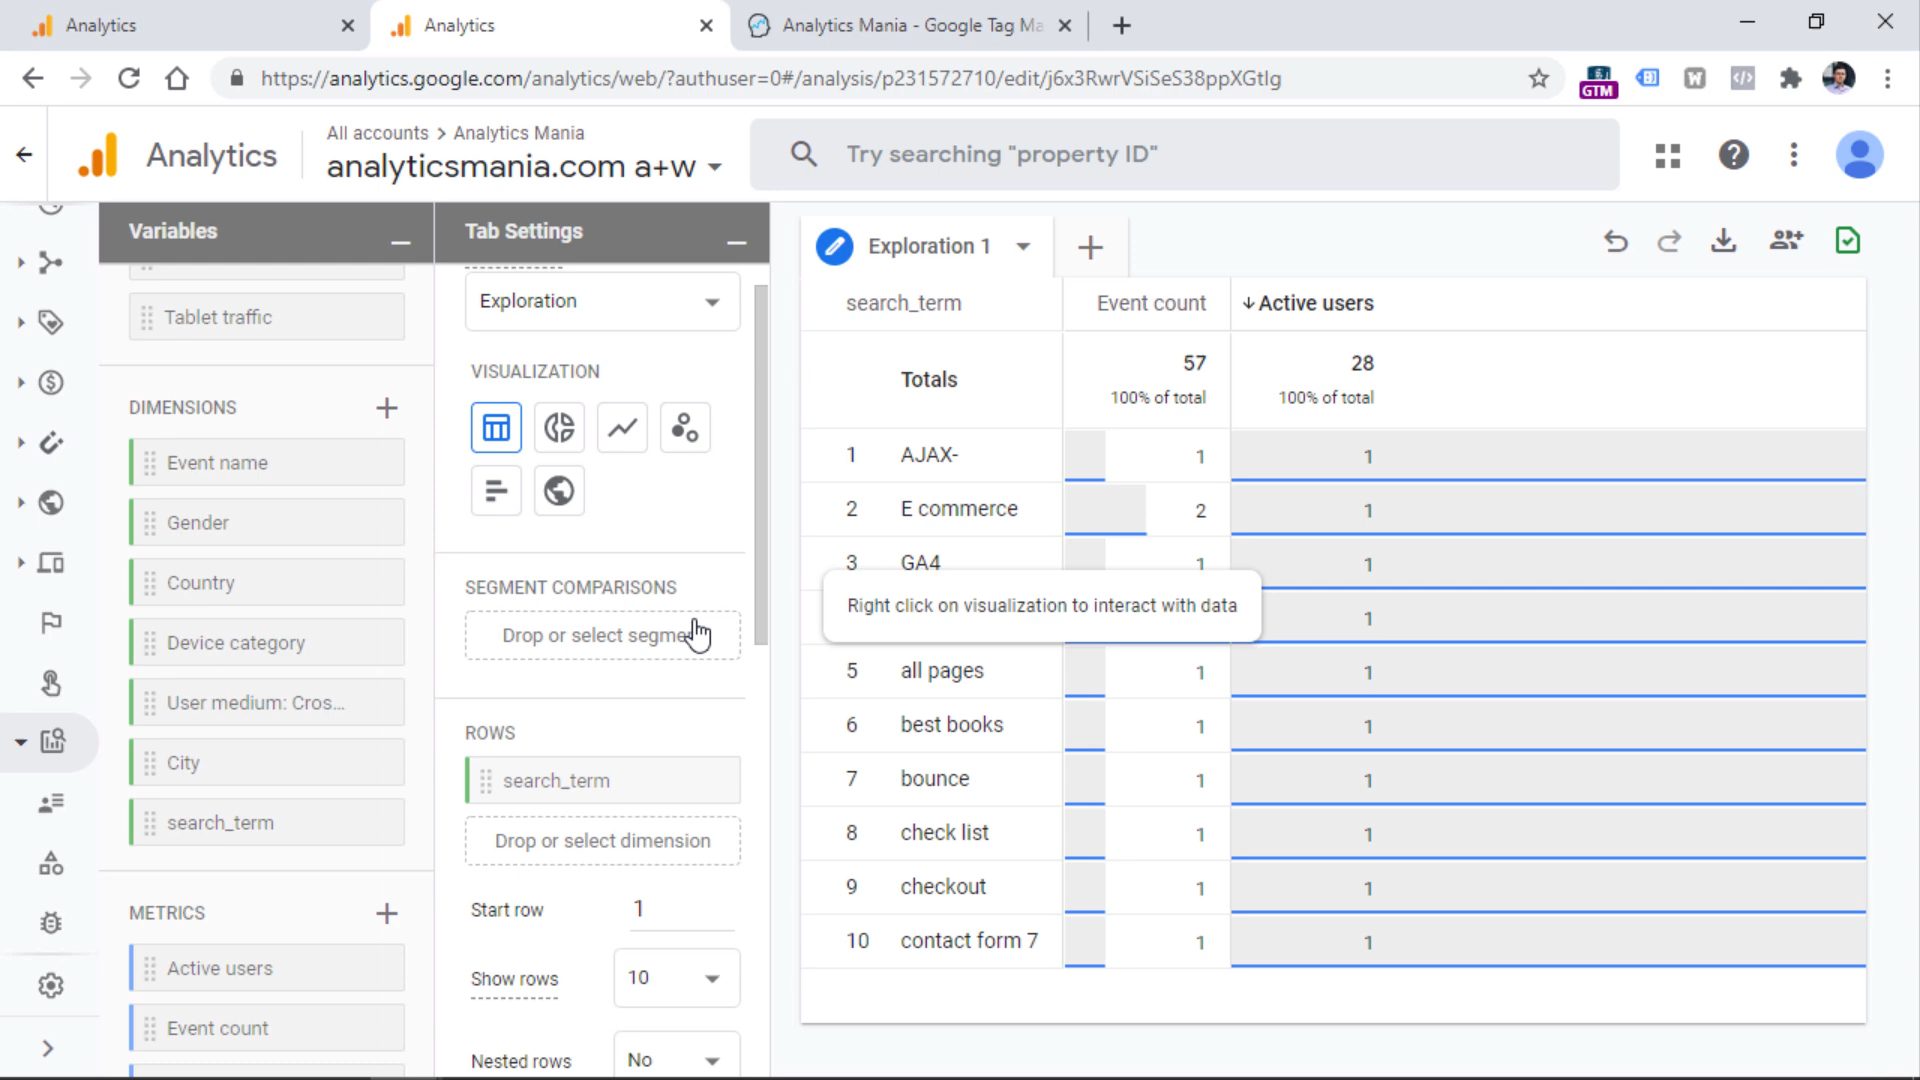 Analytics
Analytics
Analytics Mania - Google Tag Ma
https://analytics.google.com/analytics/web/?authuser=0#/analysis/p231572710/edit/j6x3RwrVSiSeS38ppXGtIg
GTM
Analytics
All accounts > Analytics Mania
analyticsmania.com a+w
Try searching "property ID"
Variables
Tablet traffic
DIMENSIONS
Event name
Gender
Country
Device category
User medium: Cros...
City
search_term
METRICS
Active users
Event count
Tab Settings
Exploration
VISUALIZATION
SEGMENT COMPARISONS
Drop or select segme
ROWS
search_term
Drop or select dimension
Start row 1
Show rows 10
Nested rows No
Exploration 1
search_term Event count Active users
Totals 57 28
100% of total 100% of total
1 AJAX- 1 1
2 E commerce 2 1
3 GA4 1 1
Right click on visualization to interact with data
1
5 all pages 1 1
6 best books 1 1
7 bounce 1 1
8 check list 1 1
9 checkout 1 1
10 contact form 7 1 1